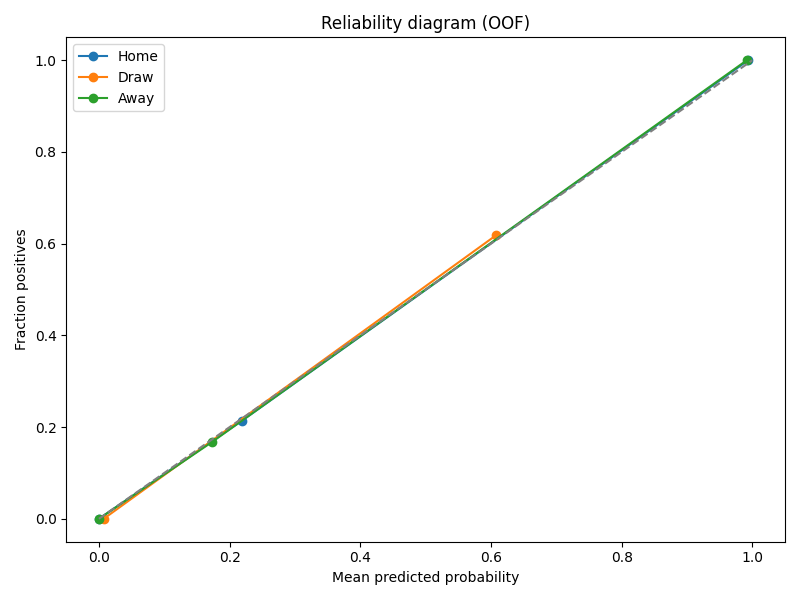 Reliability diagram (OOF)
Home
Draw
Away
Fraction positives
1.0
0.8
0.6
0.4
0.2
0.0
0.0 0.2 0.4 0.6 0.8 1.0
Mean predicted probability